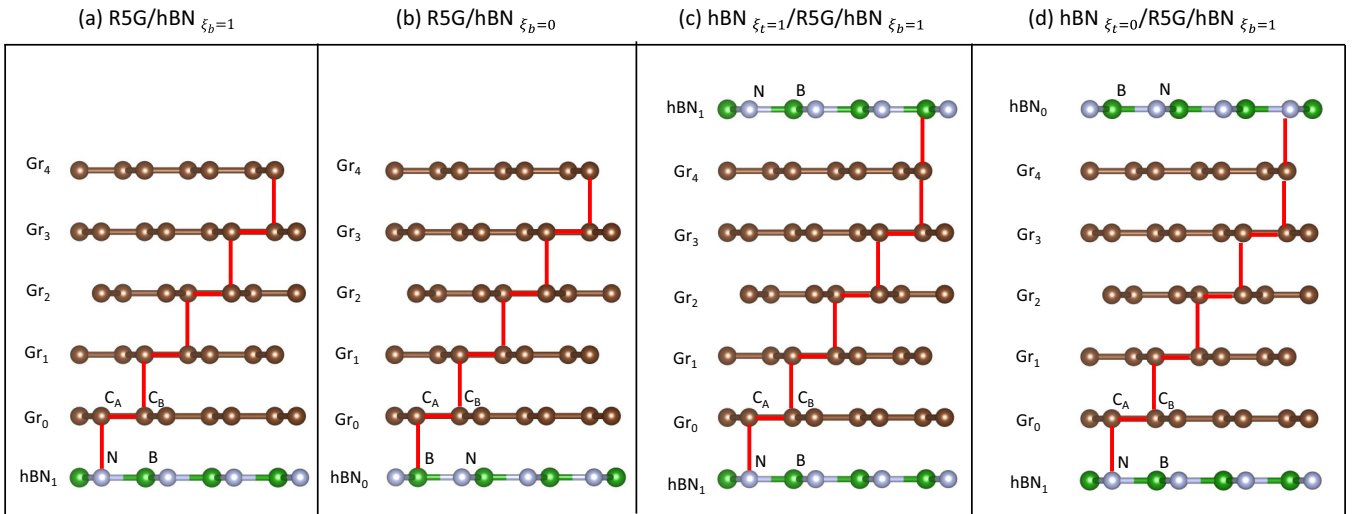 (a) R5G/hBN ξb=1
(b) R5G/hBN ξb=0
(c) hBN ξt=1/R5G/hBN ξb=1
(d) hBN ξt=0/R5G/hBN ξb=1
Gr4
Gr3
Gr2
Gr1
CA CB
Gr0
N B
hBN1
Gr4
Gr3
Gr2
Gr1
CA CB
Gr0
B N
hBN0
N B
hBN1
Gr4
Gr3
Gr2
Gr1
CA CB
Gr0
N B
hBN1
B N
hBN0
Gr4
Gr3
Gr2
Gr1
CA CB
Gr0
N B
hBN1